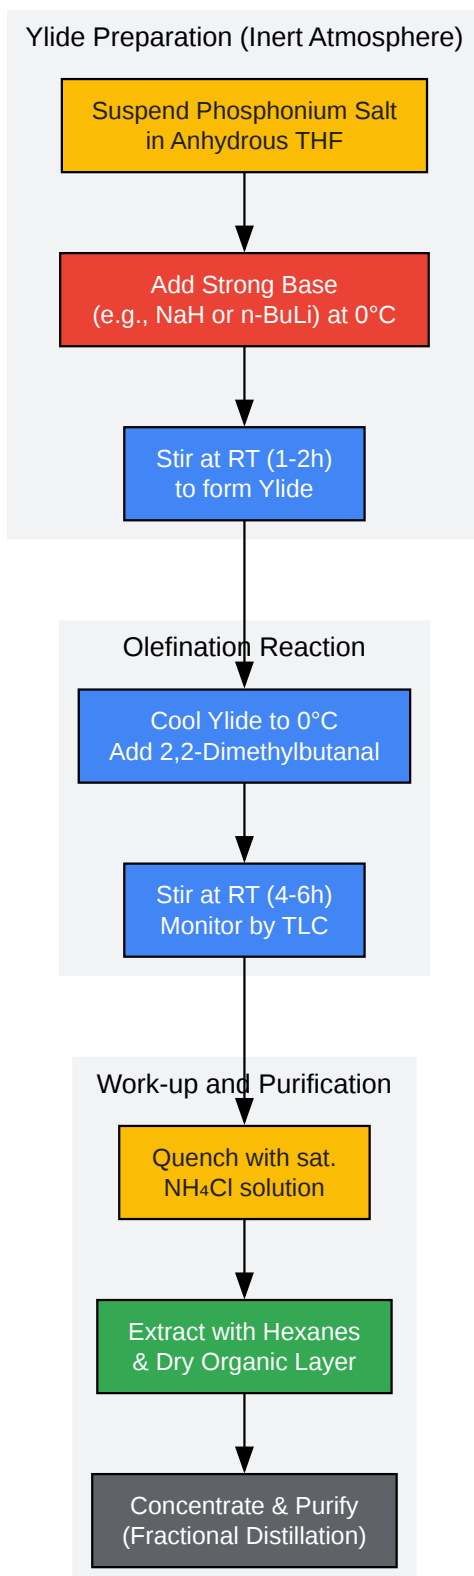 Ylide Preparation (Inert Atmosphere)
Suspend Phosphonium Salt
in Anhydrous THF
Add Strong Base
(e.g., NaH or n-BuLi) at 0°C
Stir at RT (1-2h)
to form Ylide
Olefination Reaction
Cool Ylide to 0°C
Add 2,2-Dimethylbutanal
Stir at RT (4-6h)
Monitor by TLC
Work-up and Purification
Quench with sat.
NH₄Cl solution
Extract with Hexanes
& Dry Organic Layer
Concentrate & Purify
(Fractional Distillation)